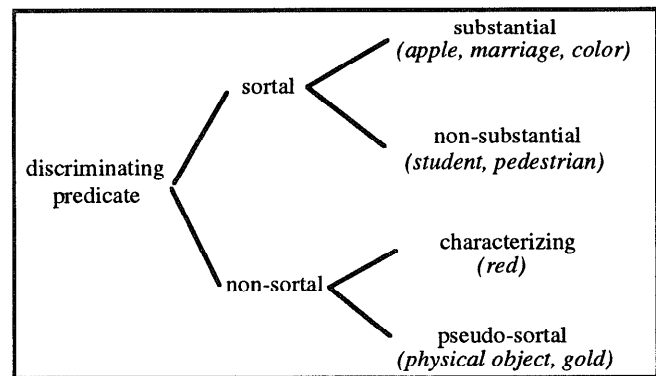 substantial
(apple, marriage, color)
sortal
non-substantial
(student, pedestrian)
discriminating
predicate
characterizing
(red)
non-sortal
pseudo-sortal
(physical object, gold)